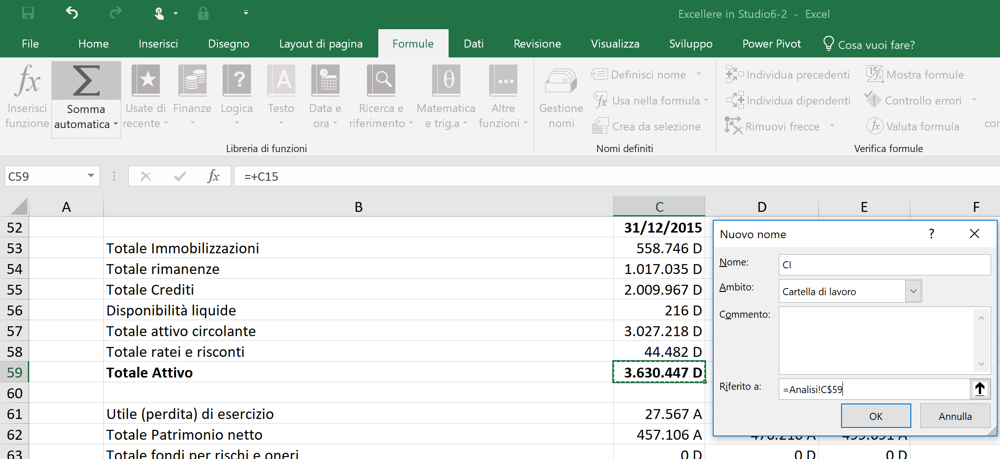 Excellere in Studio6-2 - Excel
File Home Inserisci Disegno Layout di pagina Formule Dati Revisione Visualizza Sviluppo Power Pivot Cosa vuoi fare?
Inserisci funzione
Somma automatica
Usate di recente
Finanze
Logica
Testo
Data e ora
Ricerca e riferimento
Matematica e trig.a
Altre funzioni
Libreria di funzioni
Gestione nomi
Definisci nome
Usa nella formula
Crea da selezione
Nomi definiti
Individua precedenti
Individua dipendenti
Rimuovi frecce
Mostra formule
Controllo errori
Valuta formula
Verifica formule
C59 fx =+C15
A B C D E F
52 31/12/2015
53 Totale Immobilizzazioni 558.746 D
54 Totale rimanenze 1.017.035 D
55 Totale Crediti 2.009.967 D
56 Disponibilità liquide 216 D
57 Totale attivo circolante 3.027.218 D
58 Totale ratei e risconti 44.482 D
59 Totale Attivo 3.630.447 D
60
61 Utile (perdita) di esercizio 27.567 A
62 Totale Patrimonio netto 457.106 A
63 Totale fondi per rischi e oneri 0 D 0 D 0 D
Nuovo nome ?
Nome: CI
Ambito: Cartella di lavoro
Commento:
Riferito a: =Analisi!C$59
OK Annulla